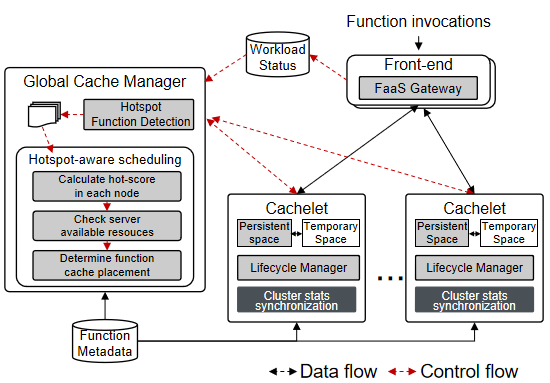 Function invocations
Workload
Status
Front-end
FaaS Gateway
Global Cache Manager
Hotspot
Function Detection
Hotspot-aware scheduling
Calculate hot-score
in each node
Check server
available resouces
Determine function
cache placement
Cachelet
Persistent
space
Temporary
Space
Lifecycle Manager
Cluster stats
synchronization
...
Cachelet
Persistent
Space
Temporary
Space
Lifecycle Manager
Cluster stats
synchronization
Function
Metadata
Data flow
Control flow